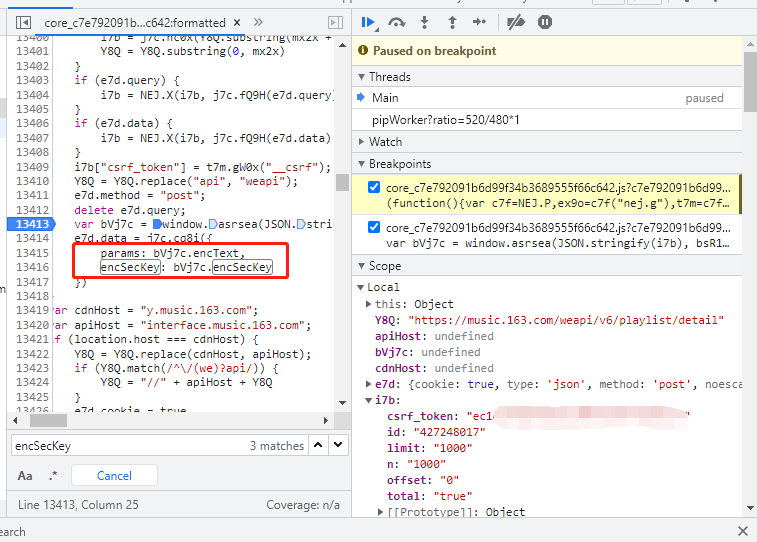 core_c7e792091b...c642:formatted
13400 i7b = j7c.hc0x(Y8Q.substring(mx2x +
13401 Y8Q = Y8Q.substring(0, mx2x)
13402 }
13403 if (e7d.query) {
13404 i7b = NEJ.X(i7b, j7c.fQ9H(e7d.query)
13405 }
13406 if (e7d.data) {
13407 i7b = NEJ.X(i7b, j7c.fQ9H(e7d.data)
13408 }
13409 i7b["csrf_token"] = t7m.gW0x("__csrf");
13410 Y8Q = Y8Q.replace("api", "weapi");
13411 e7d.method = "post";
13412 delete e7d.query;
13413 var bVj7c = window.asrsea(JSON.strin
13414 e7d.data = j7c.cq8i({
13415 params: bVj7c.encText,
13416 encSecKey: bVj7c.encSecKey
13417 })
13418
13419 var cdnHost = "y.music.163.com"
13420 var apiHost = "interface.music.163.com";
13421 if (location.host === cdnHost) {
13422 Y8Q = Y8Q.replace(cdnHost, apiHost);
13423 if (Y8Q.match(/^\/(we)?api/)) {
13424 Y8Q = "//" + apiHost + Y8Q
13425 }
13426 e7d.cookie = true
encSecKey 3 matches
Aa .* Cancel
Line 13413, Column 25 Coverage: n/a
earch
Paused on breakpoint
Threads
Main paused
pipWorker?ratio=520/480*1
Watch
Breakpoints
core_c7e792091b6d99f34b3689555f66c642.js?c7e792091b6d99...
(function(){var c7f=NEJ.P,ex9o=c7f("nej.g"),t7m=c7f...
core_c7e792091b6d99f34b3689555f66c642.js?c7e792091b6d99...
var bVj7c = window.asrsea(JSON.stringify(i7b), bsR1...
Scope
Local
this: Object
Y8Q: "https://music.163.com/weapi/v6/playlist/detail"
apiHost: undefined
bVj7c: undefined
cdnHost: undefined
e7d: {cookie: true, type: 'json', method: 'post', noesca
i7b:
csrf_token: "ec1
id: "427248017"
limit: "1000"
n: "1000"
offset: "0"
total: "true"
[[Prototype]]: Object